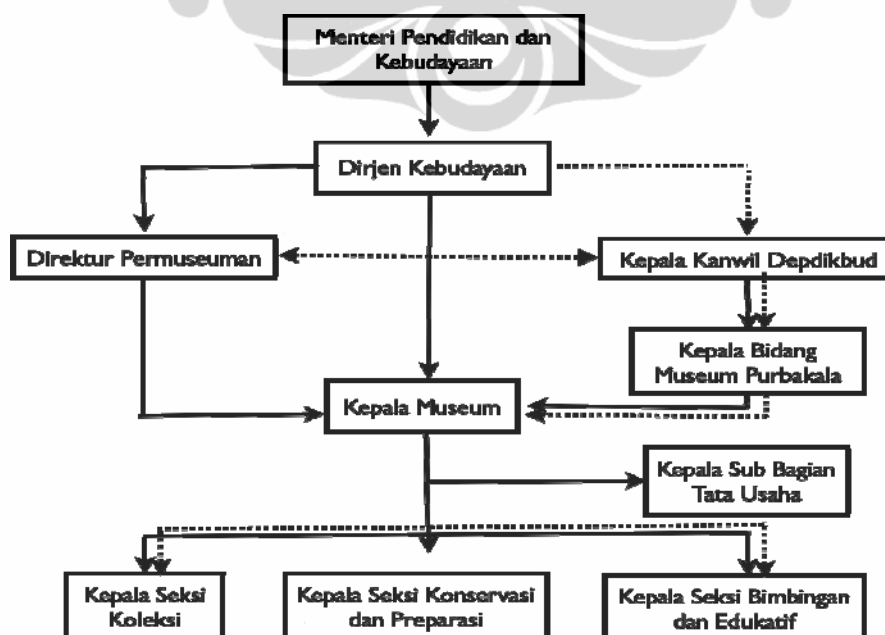 Menteri Pendidikan dan
Kebudayaan
Dirjen Kebudayaan
Direktur Permuseuman
Kepala Kanwil Depdikbud
Kepala Bidang
Museum Purbakala
Kepala Museum
Kepala Sub Bagian
Tata Usaha
Kepala Seksi
Koleksi
Kepala Seksi Konservasi
dan Preparasi
Kepala Seksi Bimbingan
dan Edukatif